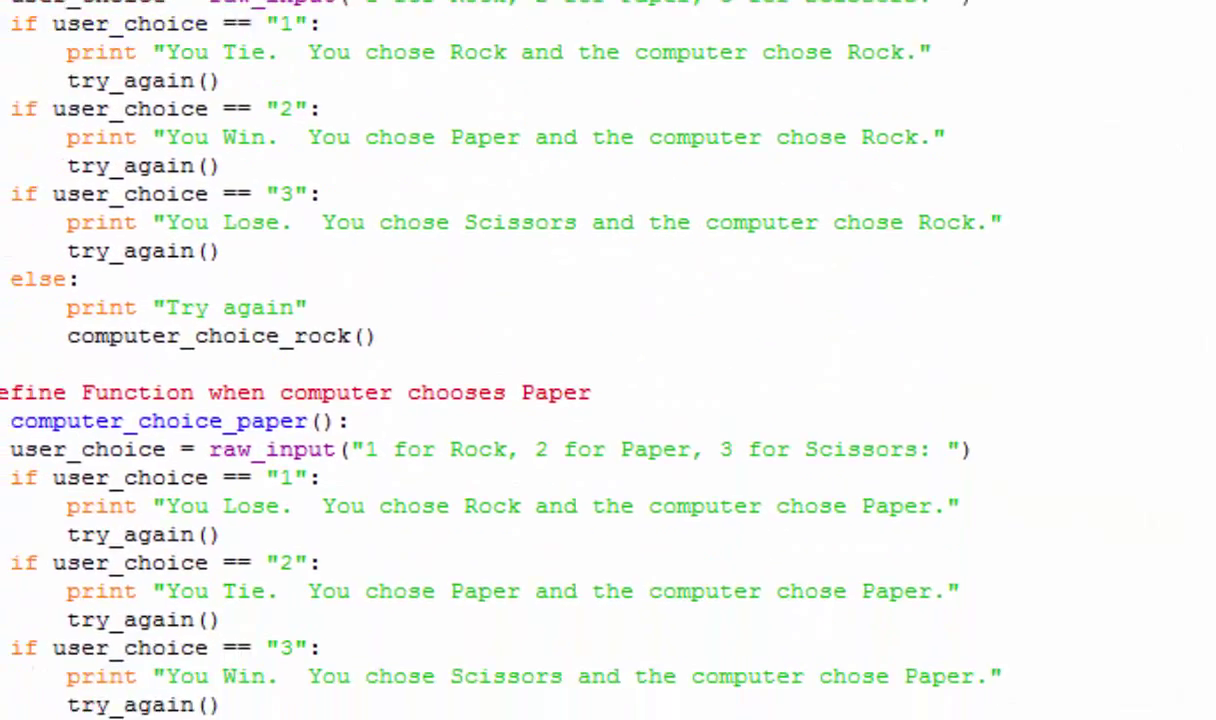 if user_choice == "1":
print "You Tie.  You chose Rock and the computer chose Rock."
try_again()
if user_choice == "2":
print "You Win.  You chose Paper and the computer chose Rock."
try_again()
if user_choice == "3":
print "You Lose.  You chose Scissors and the computer chose Rock."
try_again()
else:
print "Try again"
computer_choice_rock()
efine Function when computer chooses Paper
computer_choice_paper():
user_choice = raw_input("1 for Rock, 2 for Paper, 3 for Scissors: ")
if user_choice == "1":
print "You Lose.  You chose Rock and the computer chose Paper."
try_again()
if user_choice == "2":
print "You Tie.  You chose Paper and the computer chose Paper."
try_again()
if user_choice == "3":
print "You Win.  You chose Scissors and the computer chose Paper."
try_again()